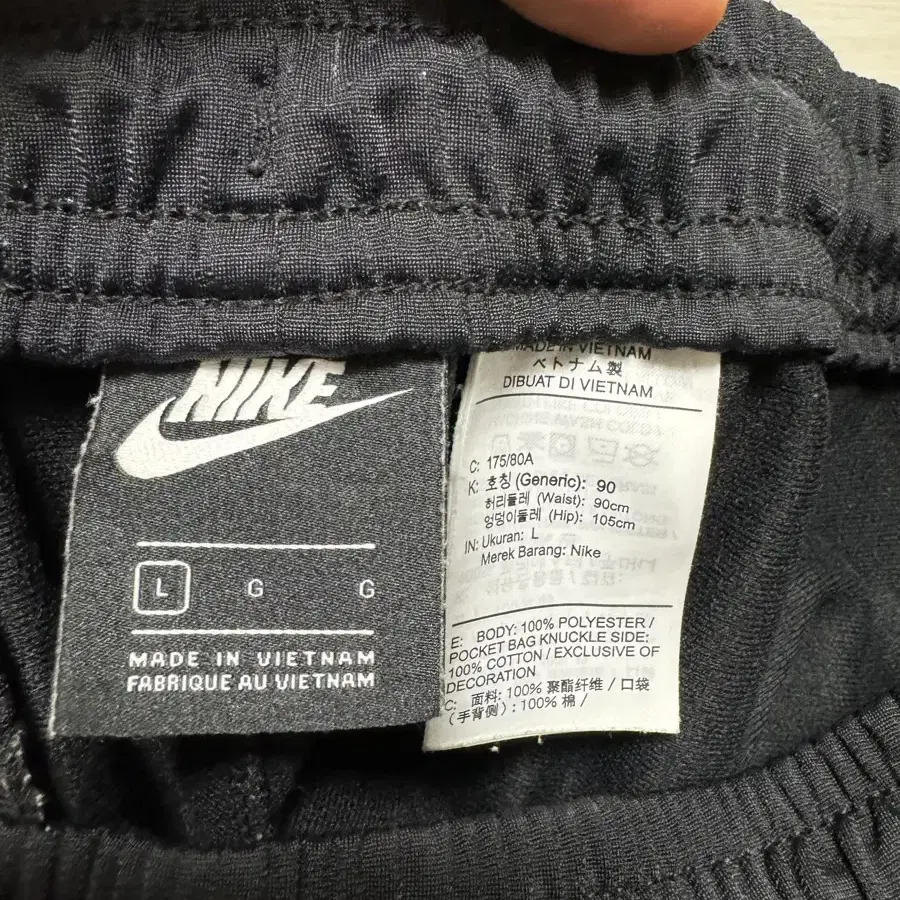 NIKE
L G G
MADE IN VIETNAM
FABRIQUE AU VIETNAM
MADE IN VIETNAM
ベトナム製
DIBUAT DI VIETNAM
C: 175/80A
K: 호칭 (Generic): 90
허리둘레 (Waist): 90cm
엉덩이둘레 (Hip): 105cm
IN: Ukuran: L
Merek Barang: Nike
E: BODY: 100% POLYESTER /
POCKET BAG KNUCKLE SIDE:
100% COTTON / EXCLUSIVE OF
DECORATION
C: 面料: 100% 聚酯纤维 / 口袋
(手背侧) : 100% 棉 /